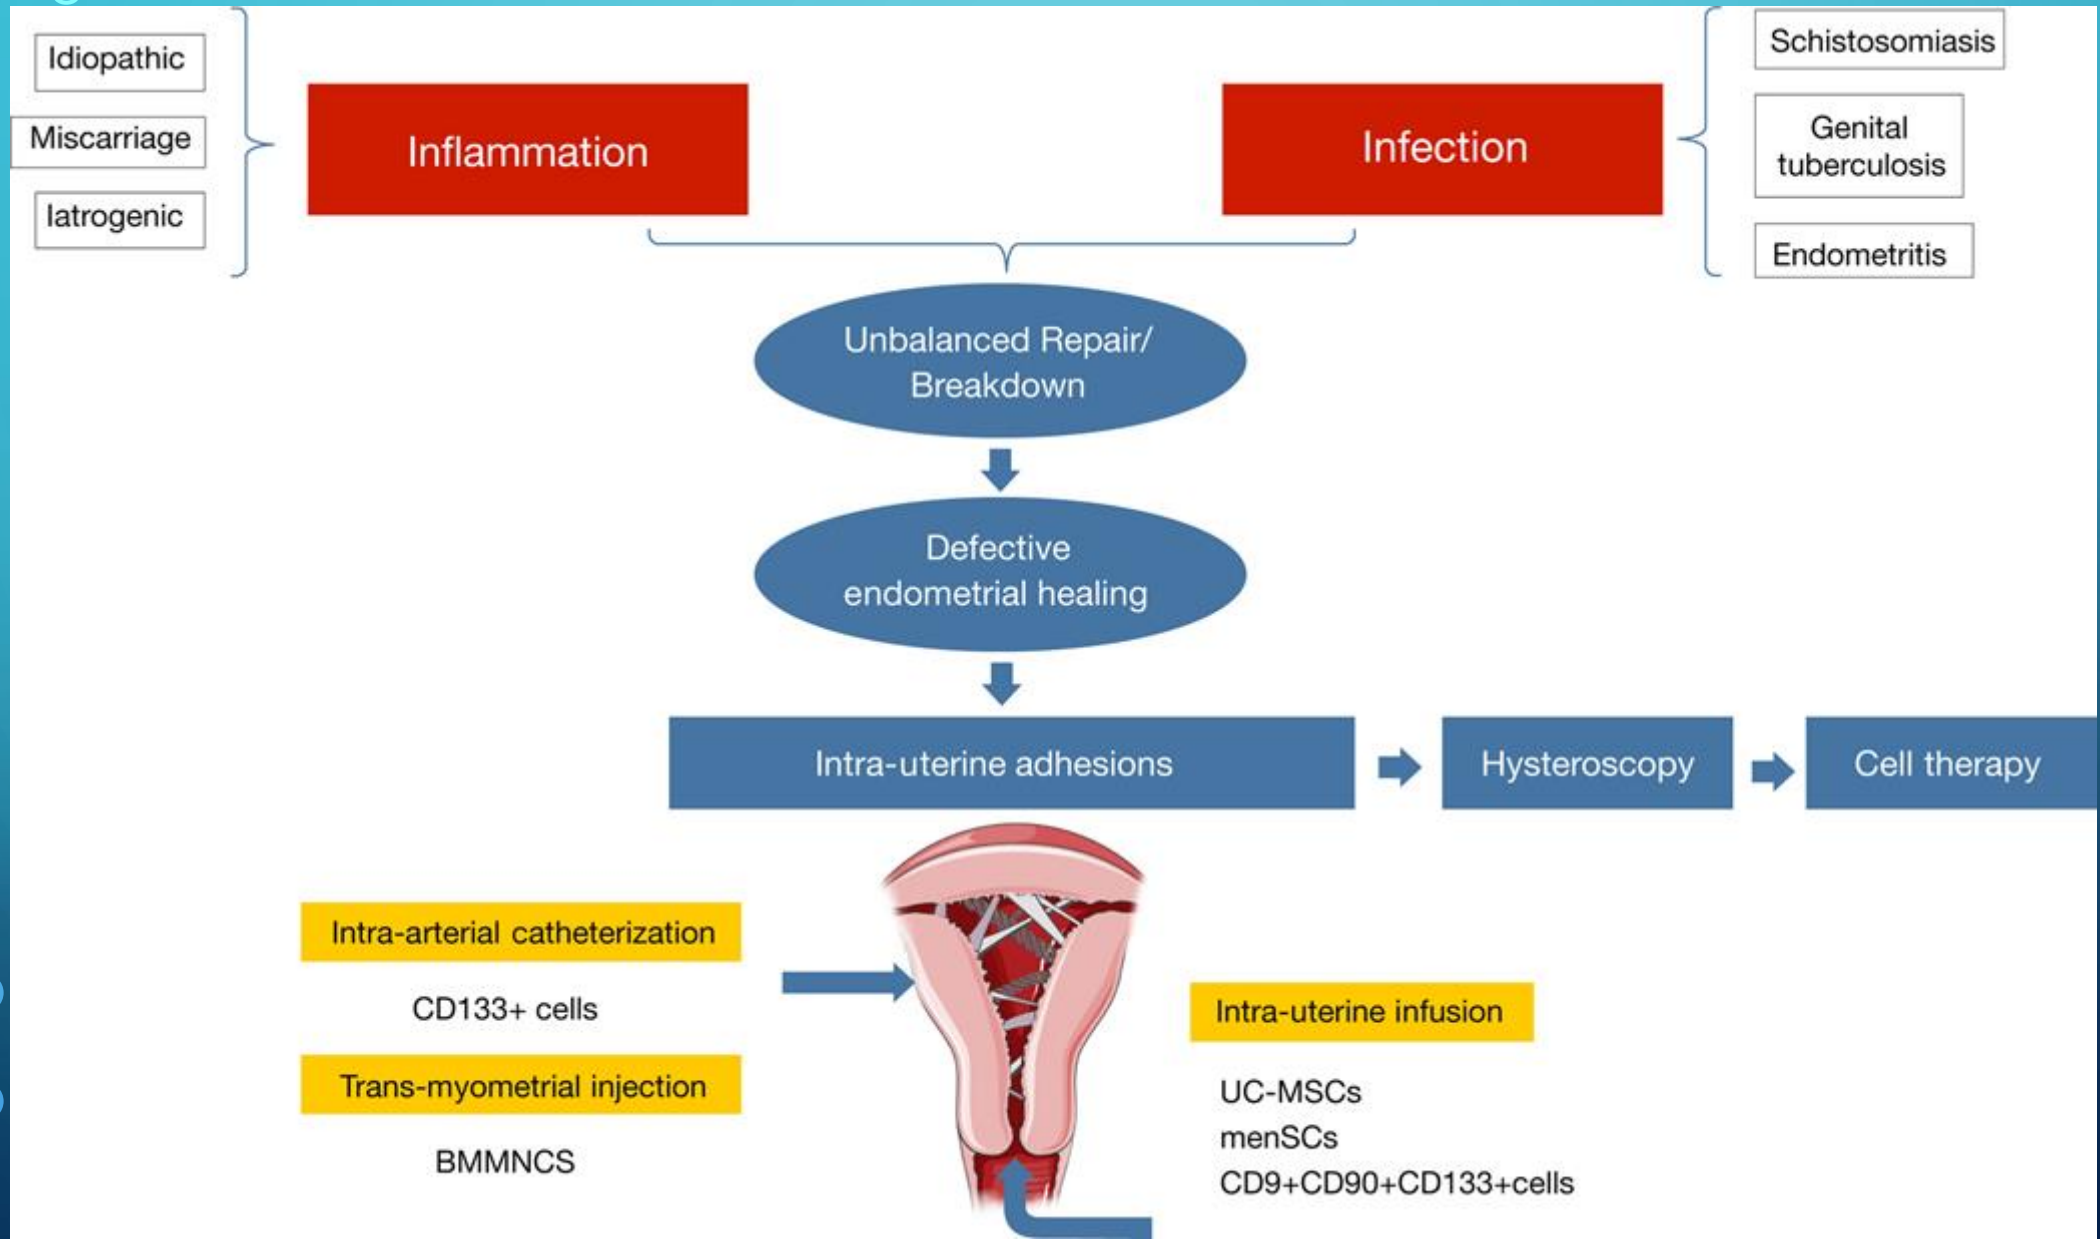 Idiopathic
Miscarriage
Iatrogenic
Inflammation
Infection
Schistosomiasis
Genital
tuberculosis
Endometritis
Unbalanced Repair/
Breakdown
Defective
endometrial healing
Intra-uterine adhesions
Hysteroscopy
Cell therapy
Intra-arterial catheterization
CD133+ cells
Trans-myometrial injection
BMMNCS
Intra-uterine infusion
UC-MSCs
menSCs
CD9+CD90+CD133+cells